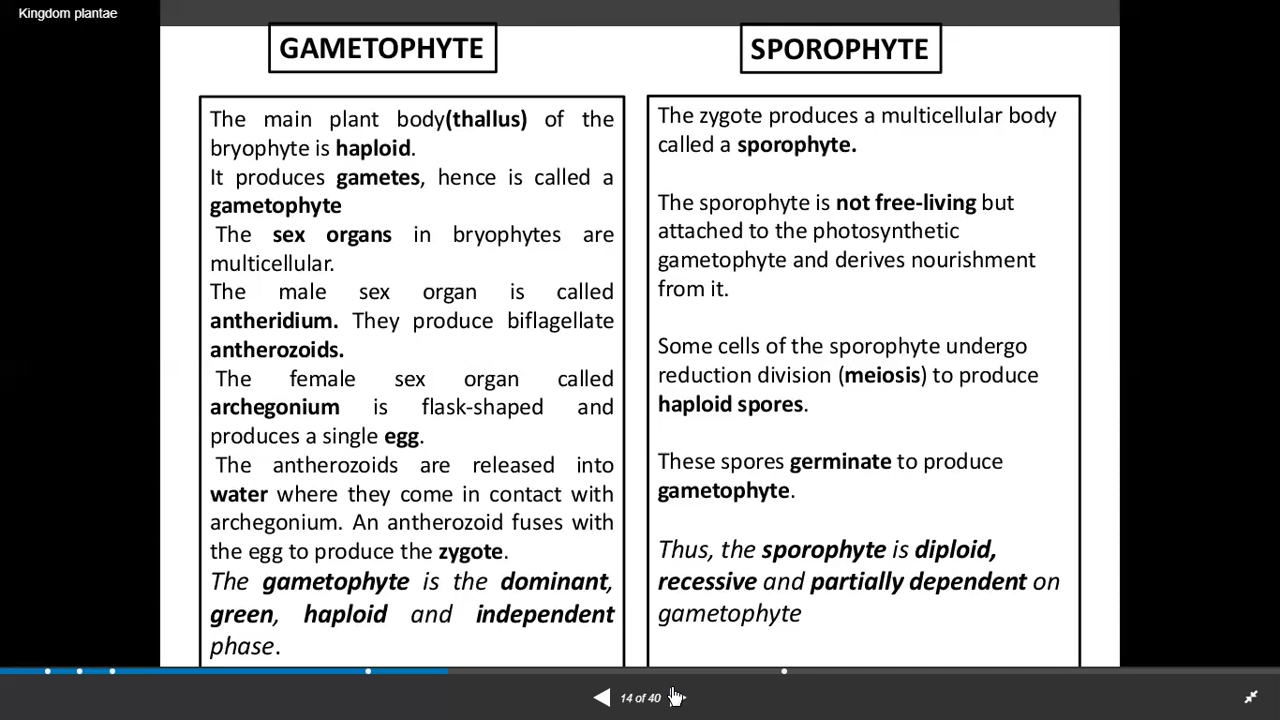 Kingdom plantae
GAMETOPHYTE
The main plant body(thallus) of the
bryophyte is haploid.
It produces gametes, hence is called a
gametophyte
The sex organs in bryophytes are
multicellular.
The male sex organ is called
antheridium. They produce biflagellate
antherozoids.
The female sex organ called
archegonium is flask-shaped and
produces a single egg.
The antherozoids are released into
water where they come in contact with
archegonium. An antherozoid fuses with
the egg to produce the zygote.
The gametophyte is the dominant,
green, haploid and independent
phase.
SPOROPHYTE
The zygote produces a multicellular body
called a sporophyte.
The sporophyte is not free-living but
attached to the photosynthetic
gametophyte and derives nourishment
from it.
Some cells of the sporophyte undergo
reduction division (meiosis) to produce
haploid spores.
These spores germinate to produce
gametophyte.
Thus, the sporophyte is diploid,
recessive and partially dependent on
gametophyte
14 of 40